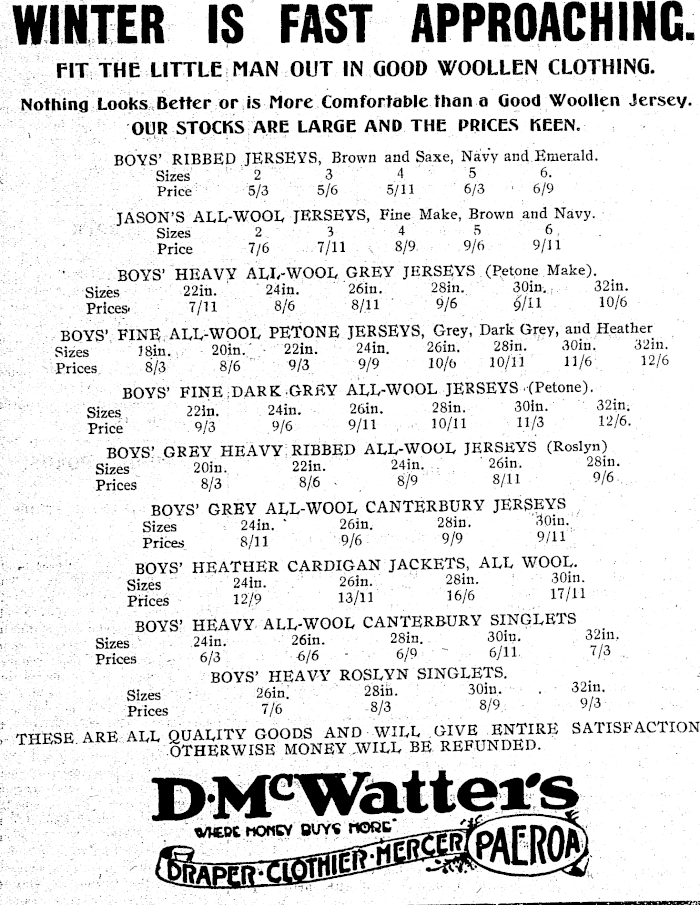 WINTER IS FAST APPROACHING.
FIT THE LITTLE MAN OUT IN GOOD WOOLLEN CLOTHING.
Nothing Looks Better or is More Comfortable than a Good Woollen Jersey.
OUR STOCKS ARE LARGE AND THE PRICES KEEN.
BOYS' RIBBED JERSEYS, Brown and Saxe, Navy and Emerald.
Sizes 2 3 4 5 6.
Price 5/3 5/6 5/11 6/3 6/9
JASON'S ALL-WOOL JERSEYS, Fine Make, Brown and Navy.
Sizes 2 3 4 5 6
Price 7/6 7/11 8/9 9/6 9/11
BOYS' HEAVY ALL-WOOL GREY JERSEYS (Petone Make).
Sizes 22in. 24in. 26in. 28in. 30in. 32in.
Prices 7/11 8/6 8/11 9/6 9/11 10/6
BOYS' FINE ALL-WOOL PETONE JERSEYS, Grey, Dark Grey, and Heather
Sizes 18in. 20in. 22in. 24in. 26in. 28in. 30in. 32in.
Prices 8/3 8/6 9/3 9/9 10/6 10/11 11/6 12/6
BOYS' FINE DARK GREY ALL-WOOL JERSEYS (Petone).
Sizes 22in. 24in. 26in. 28in. 30in. 32in.
Price 9/3 9/6 9/11 10/11 11/3 12/6.
BOYS' GREY HEAVY RIBBED ALL-WOOL JERSEYS (Roslyn)
Sizes 20in. 22in. 24in. 26in. 28in.
Prices 8/3 8/6 8/9 8/11 9/6
BOYS' GREY ALL-WOOL CANTERBURY JERSEYS
Sizes 24in. 26in. 28in. 30in.
Prices 8/11 9/6 9/9 9/11
BOYS' HEATHER CARDIGAN JACKETS, ALL WOOL.
Sizes 24in. 26in. 28in. 30in.
Prices 12/9 13/11 16/6 17/11
BOYS' HEAVY ALL-WOOL CANTERBURY SINGLETS
Sizes 24in. 26in. 28in. 30in. 32in.
Prices 6/3 6/6 6/9 6/11 7/3
BOYS' HEAVY ROSLYN SINGLETS.
Sizes 26in. 28in. 30in. 32in.
Prices 7/6 8/3 8/9 9/3
THESE ARE ALL QUALITY GOODS AND WILL GIVE ENTIRE SATISFACTION
OTHERWISE MONEY WILL BE REFUNDED.
D. McWatters
"WHERE MONEY BUYS MORE"
DRAPER·CLOTHIER·MERCER PAEROA